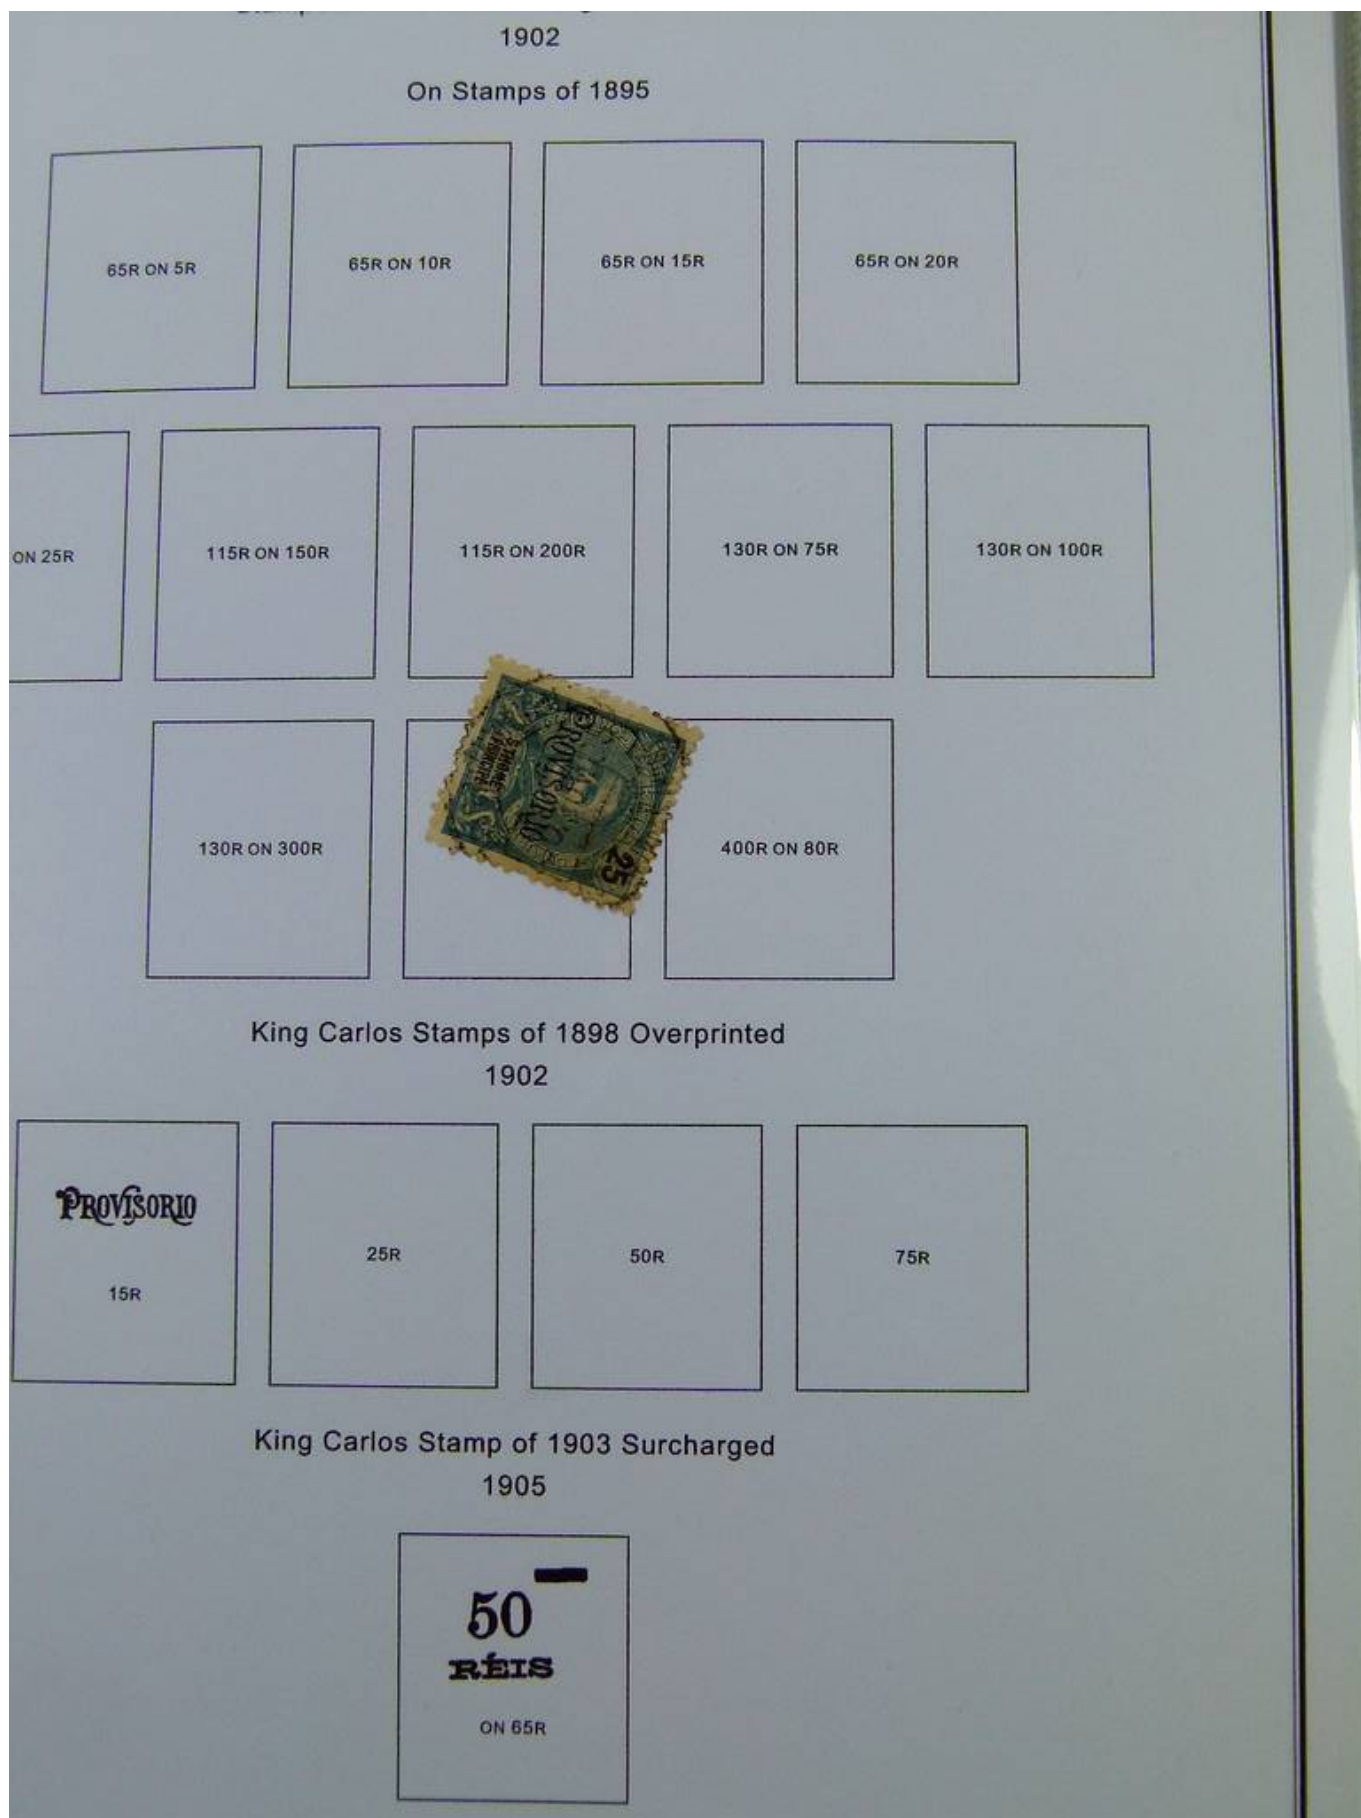 1902
On Stamps of 1895
65R ON 5R
65R ON 10R
65R ON 15R
65R ON 20R
ON 25R
115R ON 150R
115R ON 200R
130R ON 75R
130R ON 100R
130R ON 300R
S. THOMÉ E PRINCIPE
PROVISORIO
25
400R ON 80R
King Carlos Stamps of 1898 Overprinted
1902
PROVISORIO
15R
25R
50R
75R
King Carlos Stamp of 1903 Surcharged
1905
50
RÉIS
ON 65R